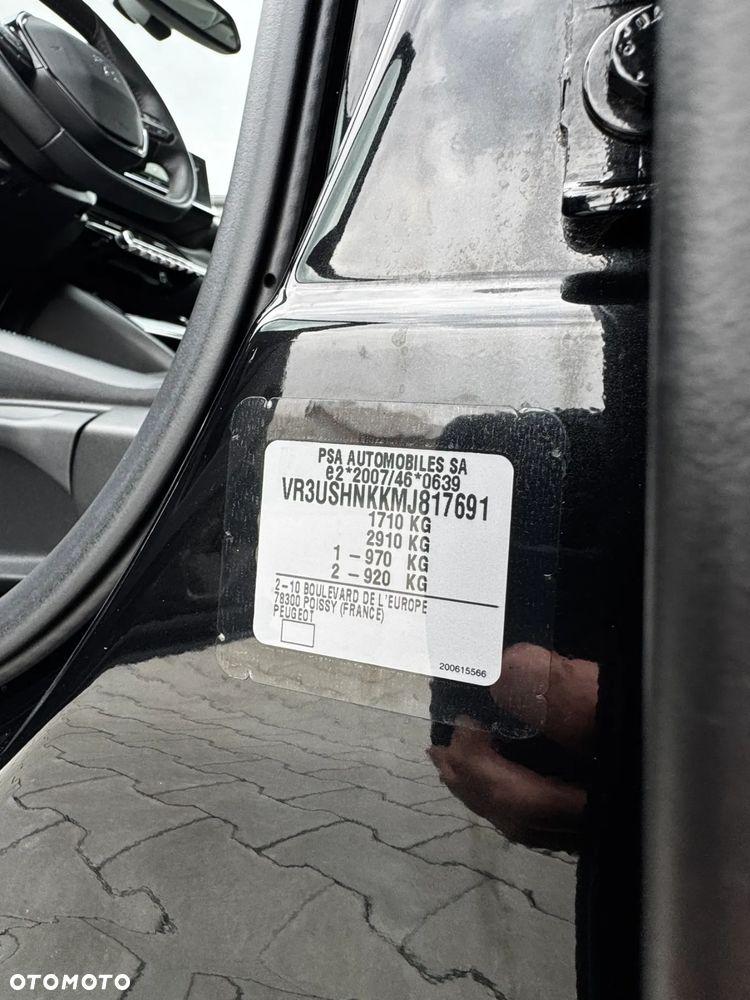 PSA AUTOMOBILES SA
e2*2007/46*0639
VR3USHNKKMJ817691
1710 KG
2910 KG
1 - 970 KG
2 - 920 KG
2-10 BOULEVARD DE L'EUROPE
78300 POISSY (FRANCE)
PEUGEOT
200615566
OTOMOTO